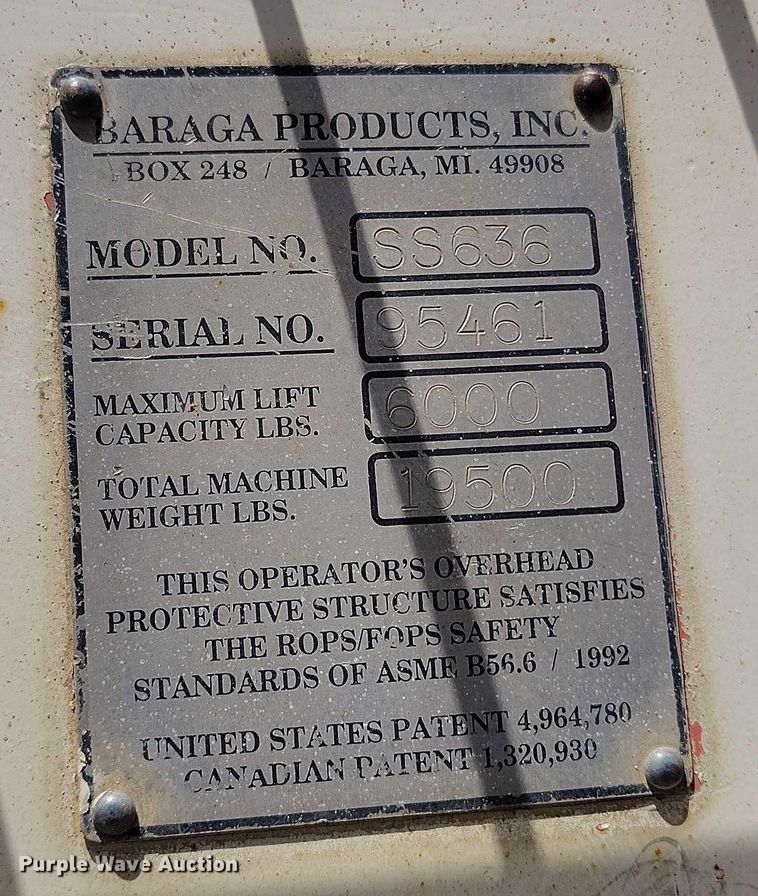 BARAGA PRODUCTS, INC.
BOX 248 / BARAGA, MI. 49908
MODEL NO. SS636
SERIAL NO. 95461
MAXIMUM LIFT
CAPACITY LBS. 6000
TOTAL MACHINE
WEIGHT LBS. 19500
THIS OPERATOR'S OVERHEAD
PROTECTIVE STRUCTURE SATISFIES
THE ROPS/FOPS SAFETY
STANDARDS OF ASME B56.6 / 1992
UNITED STATES PATENT 4,964,780
CANADIAN PATENT 1,320,930
Purple Wave Auction